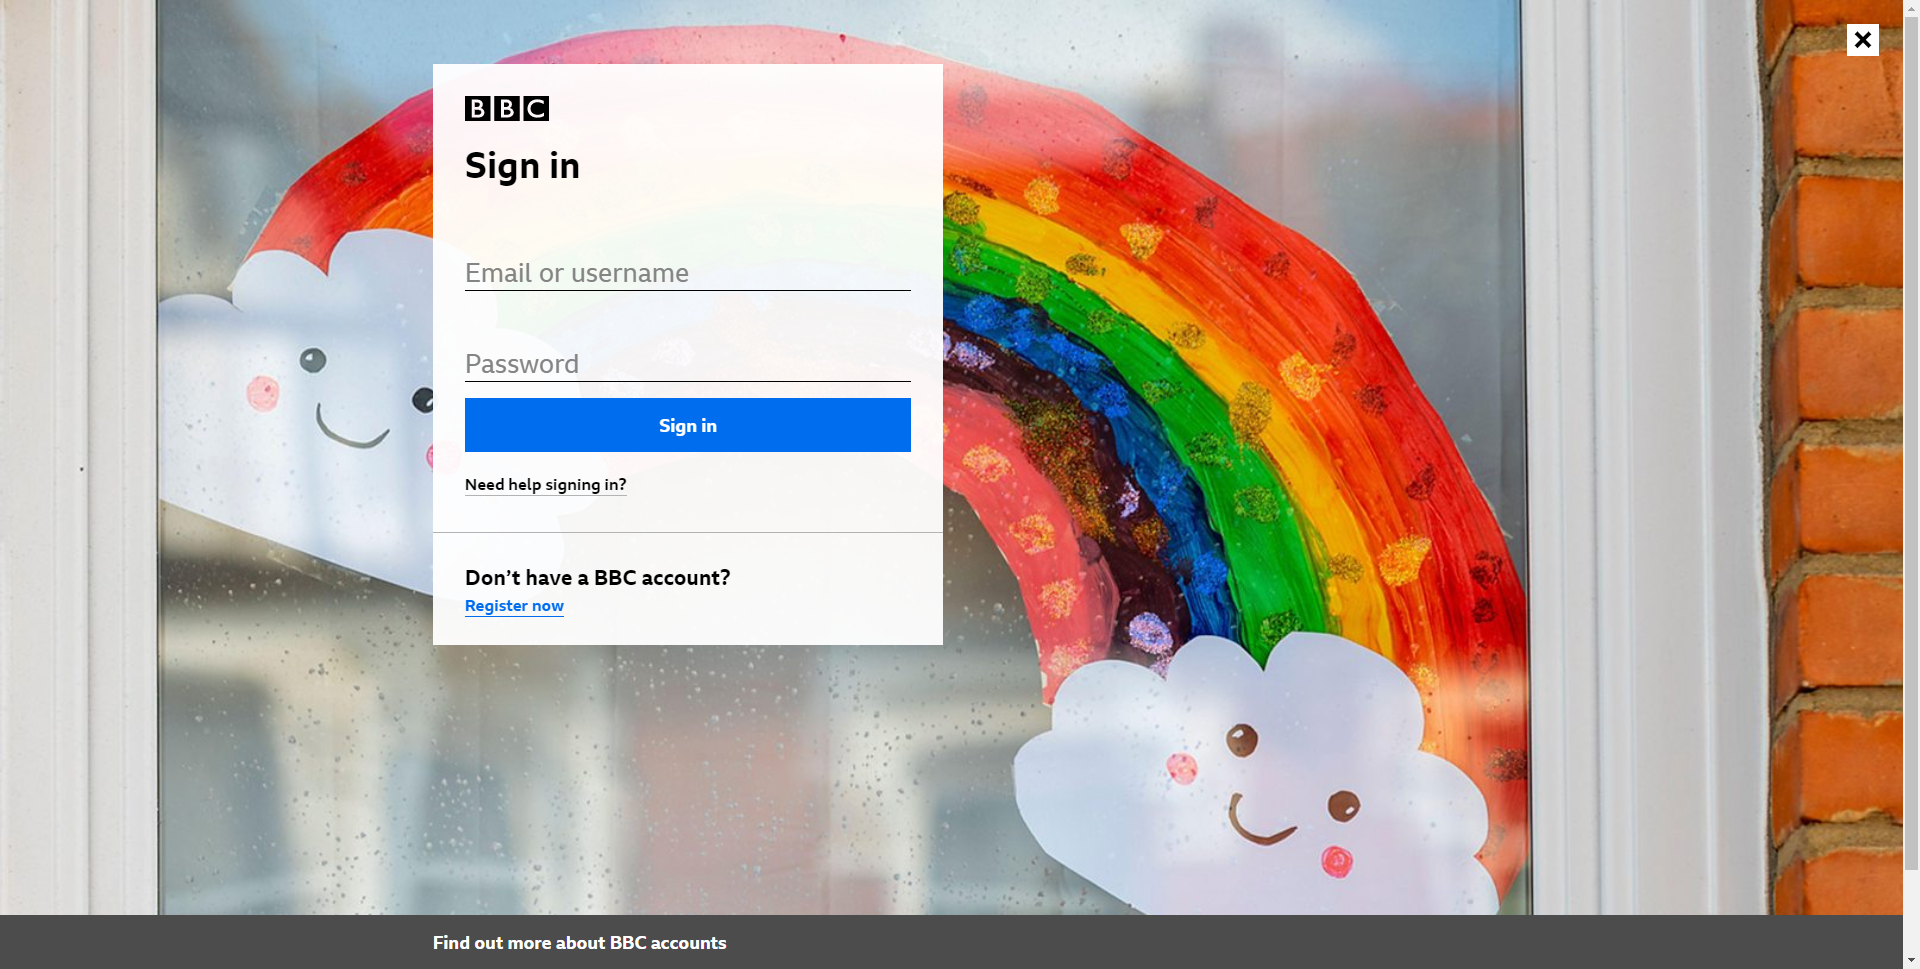 BBC
Sign in
Email or username
Password
Sign in
Need help signing in?
Don’t have a BBC account?
Register now
Find out more about BBC accounts